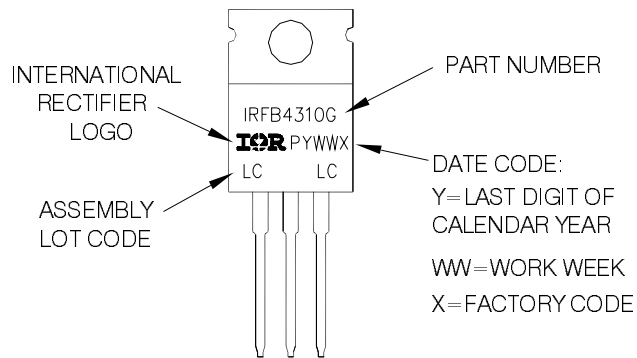 INTERNATIONAL
RECTIFIER
LOGO
ASSEMBLY
LOT CODE
IRFB4310G
IOR PYWWX
LC LC
PART NUMBER
DATE CODE:
Y=LAST DIGIT OF
CALENDAR YEAR
WW=WORK WEEK
X=FACTORY CODE